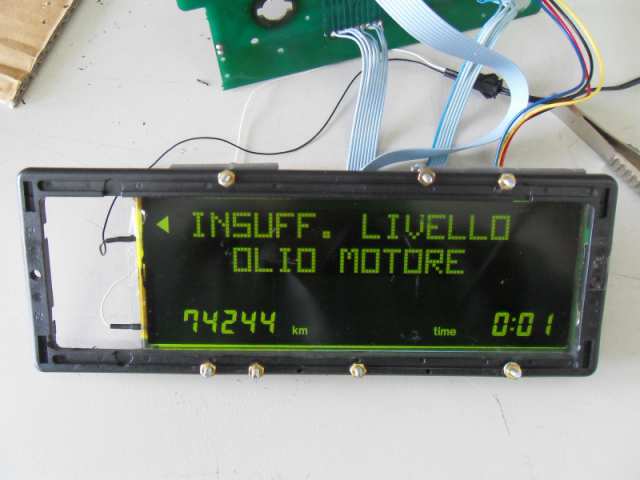 INSUFF. LIVELLO
OLIO MOTORE
74244 km time 0:01